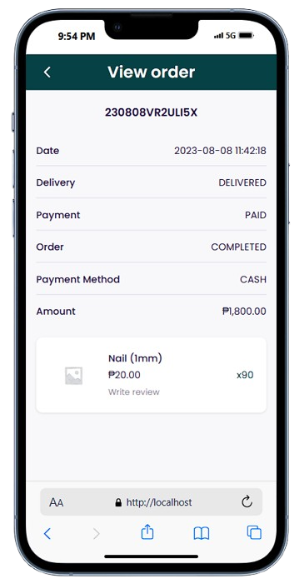 9:54 PM 5G
View order
230808VR2ULI5X
Date 2023-08-08 11:42:18
Delivery DELIVERED
Payment PAID
Order COMPLETED
Payment Method CASH
Amount ₱1,800.00
Nail (1mm)
₱20.00 x90
Write review
AA http://localhost